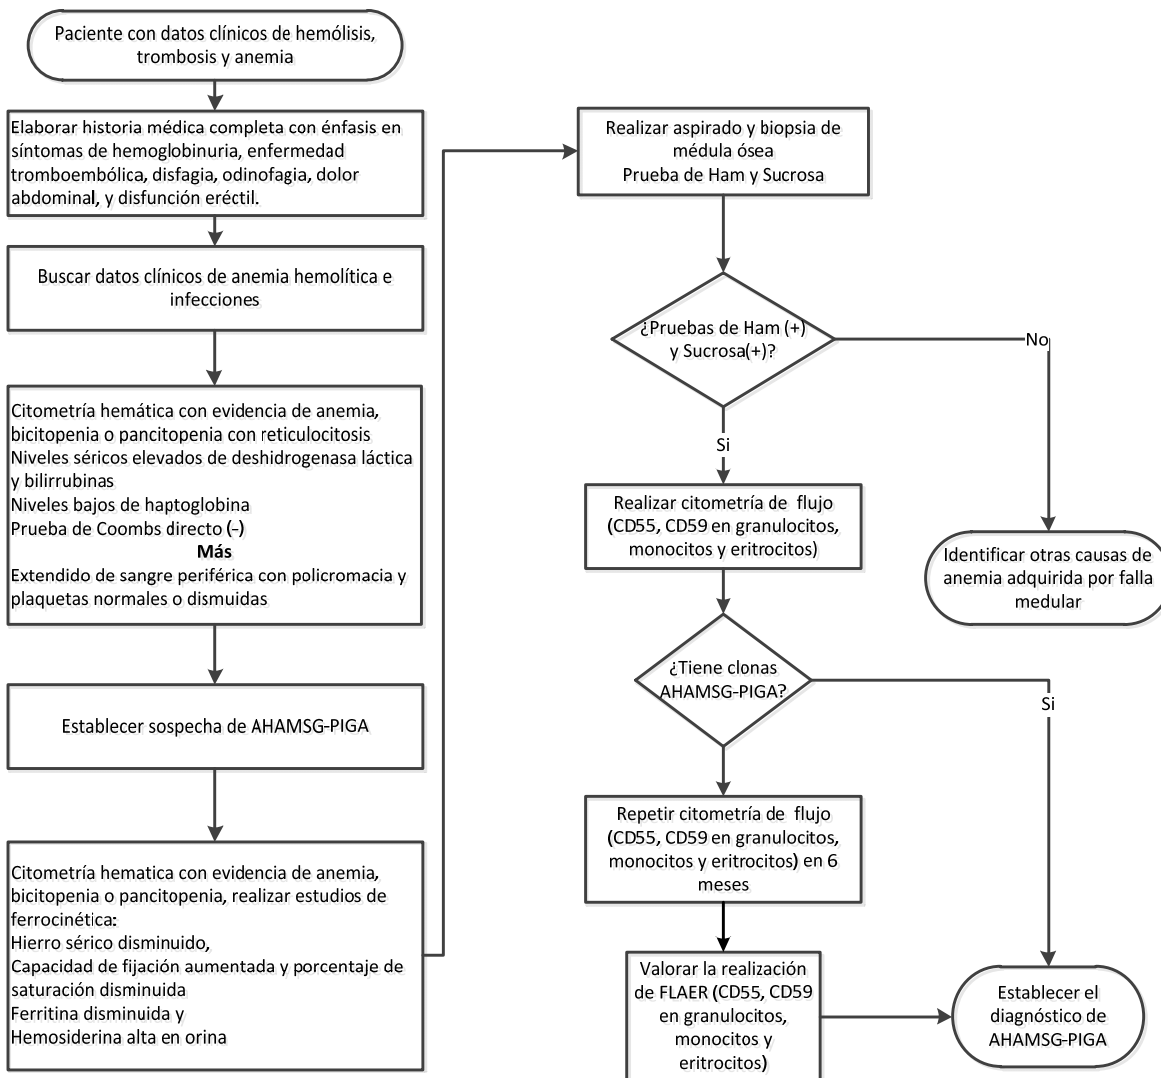 Paciente con datos clínicos de hemólisis,
trombosis y anemia
Elaborar historia médica completa con énfasis en
síntomas de hemoglobinuria, enfermedad
tromboembólica, disfagia, odinofagia, dolor
abdominal, y disfunción eréctil.
Buscar datos clínicos de anemia hemolítica e
infecciones
Citometría hemática con evidencia de anemia,
bicitopenia o pancitopenia con reticulocitosis
Niveles séricos elevados de deshidrogenasa láctica
y bilirrubinas
Niveles bajos de haptoglobina
Prueba de Coombs directo (-)
Más
Extendido de sangre periférica con policromacia y
plaquetas normales o dismuidas
Establecer sospecha de AHAMSG-PIGA
Citometría hematica con evidencia de anemia,
bicitopenia o pancitopenia, realizar estudios de
ferrocinética:
Hierro sérico disminuido,
Capacidad de fijación aumentada y porcentaje de
saturación disminuida
Ferritina disminuida y
Hemosiderina alta en orina
Realizar aspirado y biopsia de
médula ósea
Prueba de Ham y Sucrosa
¿Pruebas de Ham (+)
y Sucrosa(+)?
No
Si
Realizar citometría de flujo
(CD55, CD59 en granulocitos,
monocitos y eritrocitos)
Identificar otras causas de
anemia adquirida por falla
medular
¿Tiene clonas
AHAMSG-PIGA?
Si
Repetir citometría de flujo
(CD55, CD59 en granulocitos,
monocitos y eritrocitos) en 6
meses
Valorar la realización
de FLAER (CD55, CD59
en granulocitos,
monocitos y
eritrocitos)
Establecer el
diagnóstico de
AHAMSG-PIGA